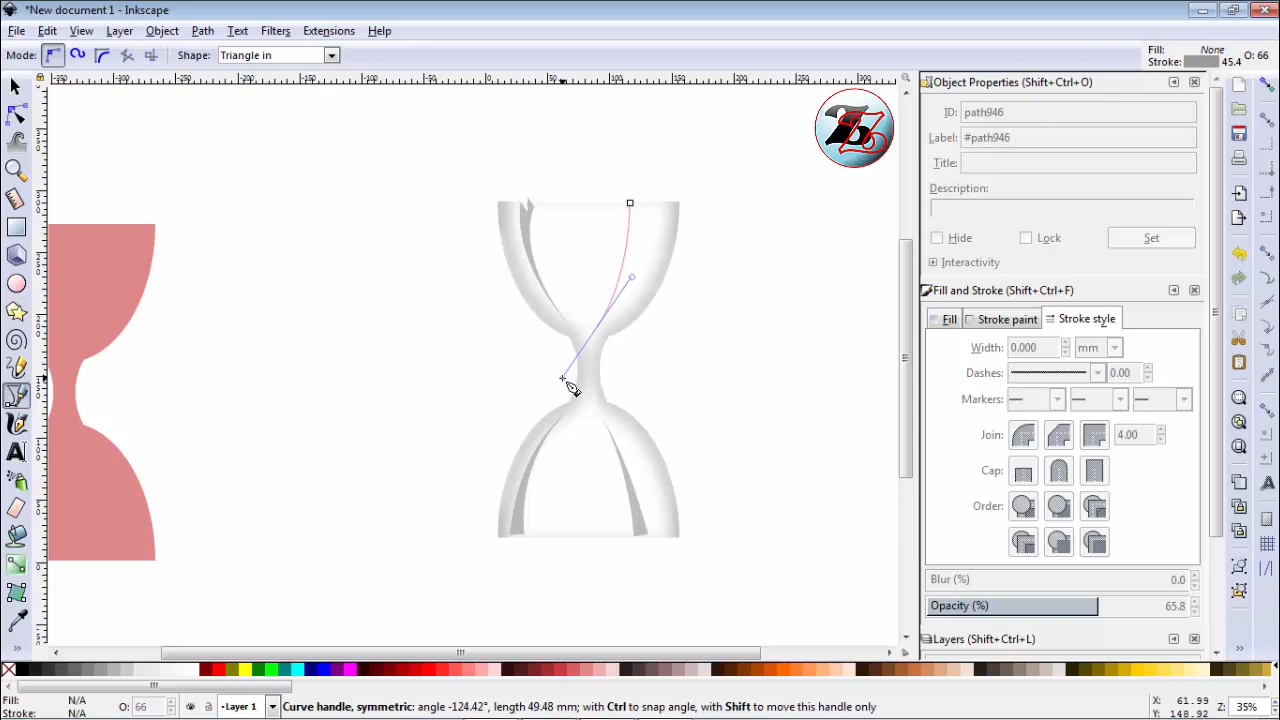 *New document1 - Inkscape
File Edit View Layer Object Path Text Filters Extensions Help
Mode: Shape: Triangle in
Fill: None
Stroke: 45.4 O: 66
Object Properties (Shift+Ctrl+O)
ID: path946
Label: #path946
Title:
Description:
Hide Lock Set
Interactivity
Fill and Stroke (Shift+Ctrl+F)
Fill Stroke paint Stroke style
Width: 0.000 mm
Dashes: 0.00
Markers:
Join: 4.00
Cap:
Order:
Blur (%) 0.0
Opacity (%) 65.8
Layers (Shift+Ctrl+L)
Fill: N/A
Stroke: N/A
O: 66
Layer 1
Curve handle, symmetric: angle -124.42°, length 49.48 mm; with Ctrl to snap angle, with Shift to move this handle only
X: 61.99
Y: 148.92
Z: 35%